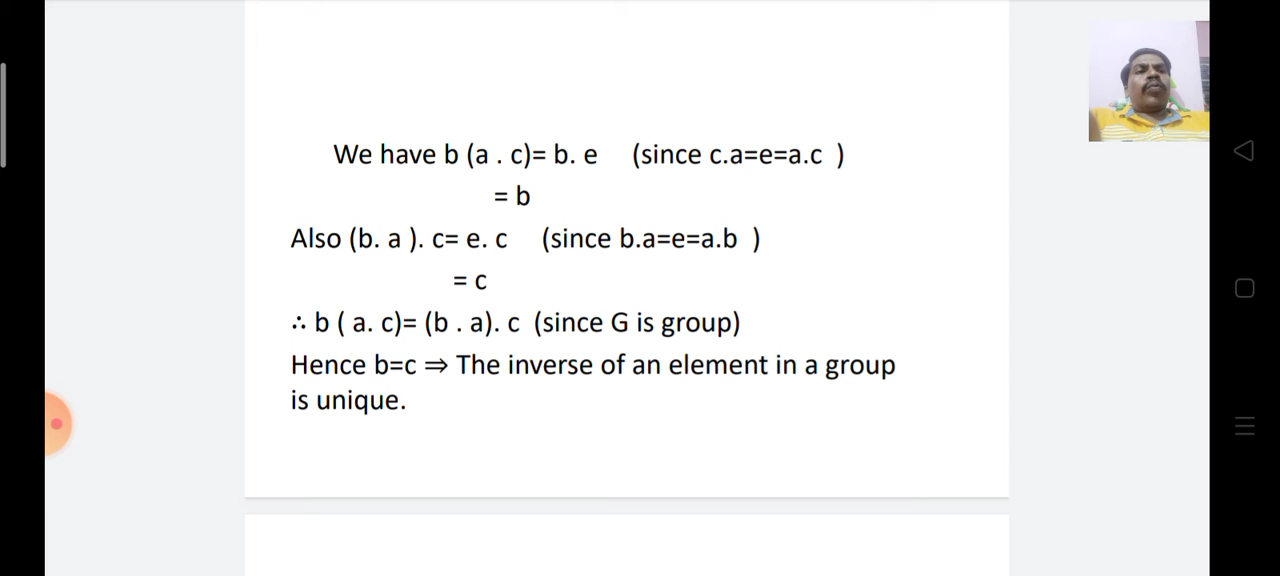 We have b (a . c)= b. e (since c.a=e=a.c )
= b
Also (b. a ). c= e. c (since b.a=e=a.b )
= c
∴ b ( a. c)= (b . a). c (since G is group)
Hence b=c ⇒ The inverse of an element in a group
is unique.